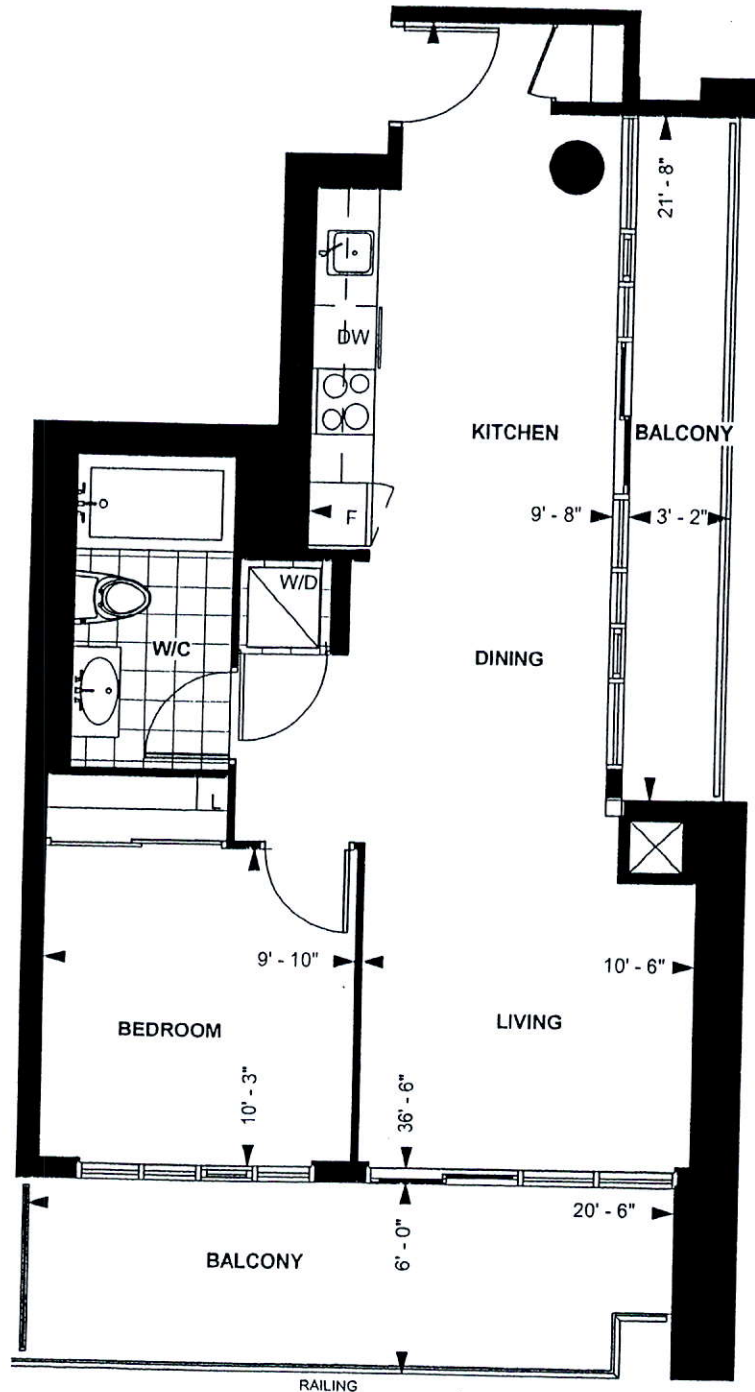 21' - 8"
DW
KITCHEN
BALCONY
F
9' - 8"
3' - 2"
W/D
W/C
DINING
L
9' - 10"
10' - 6"
BEDROOM
LIVING
10' - 3"
36' - 6"
20' - 6"
6' - 0"
BALCONY
RAILING